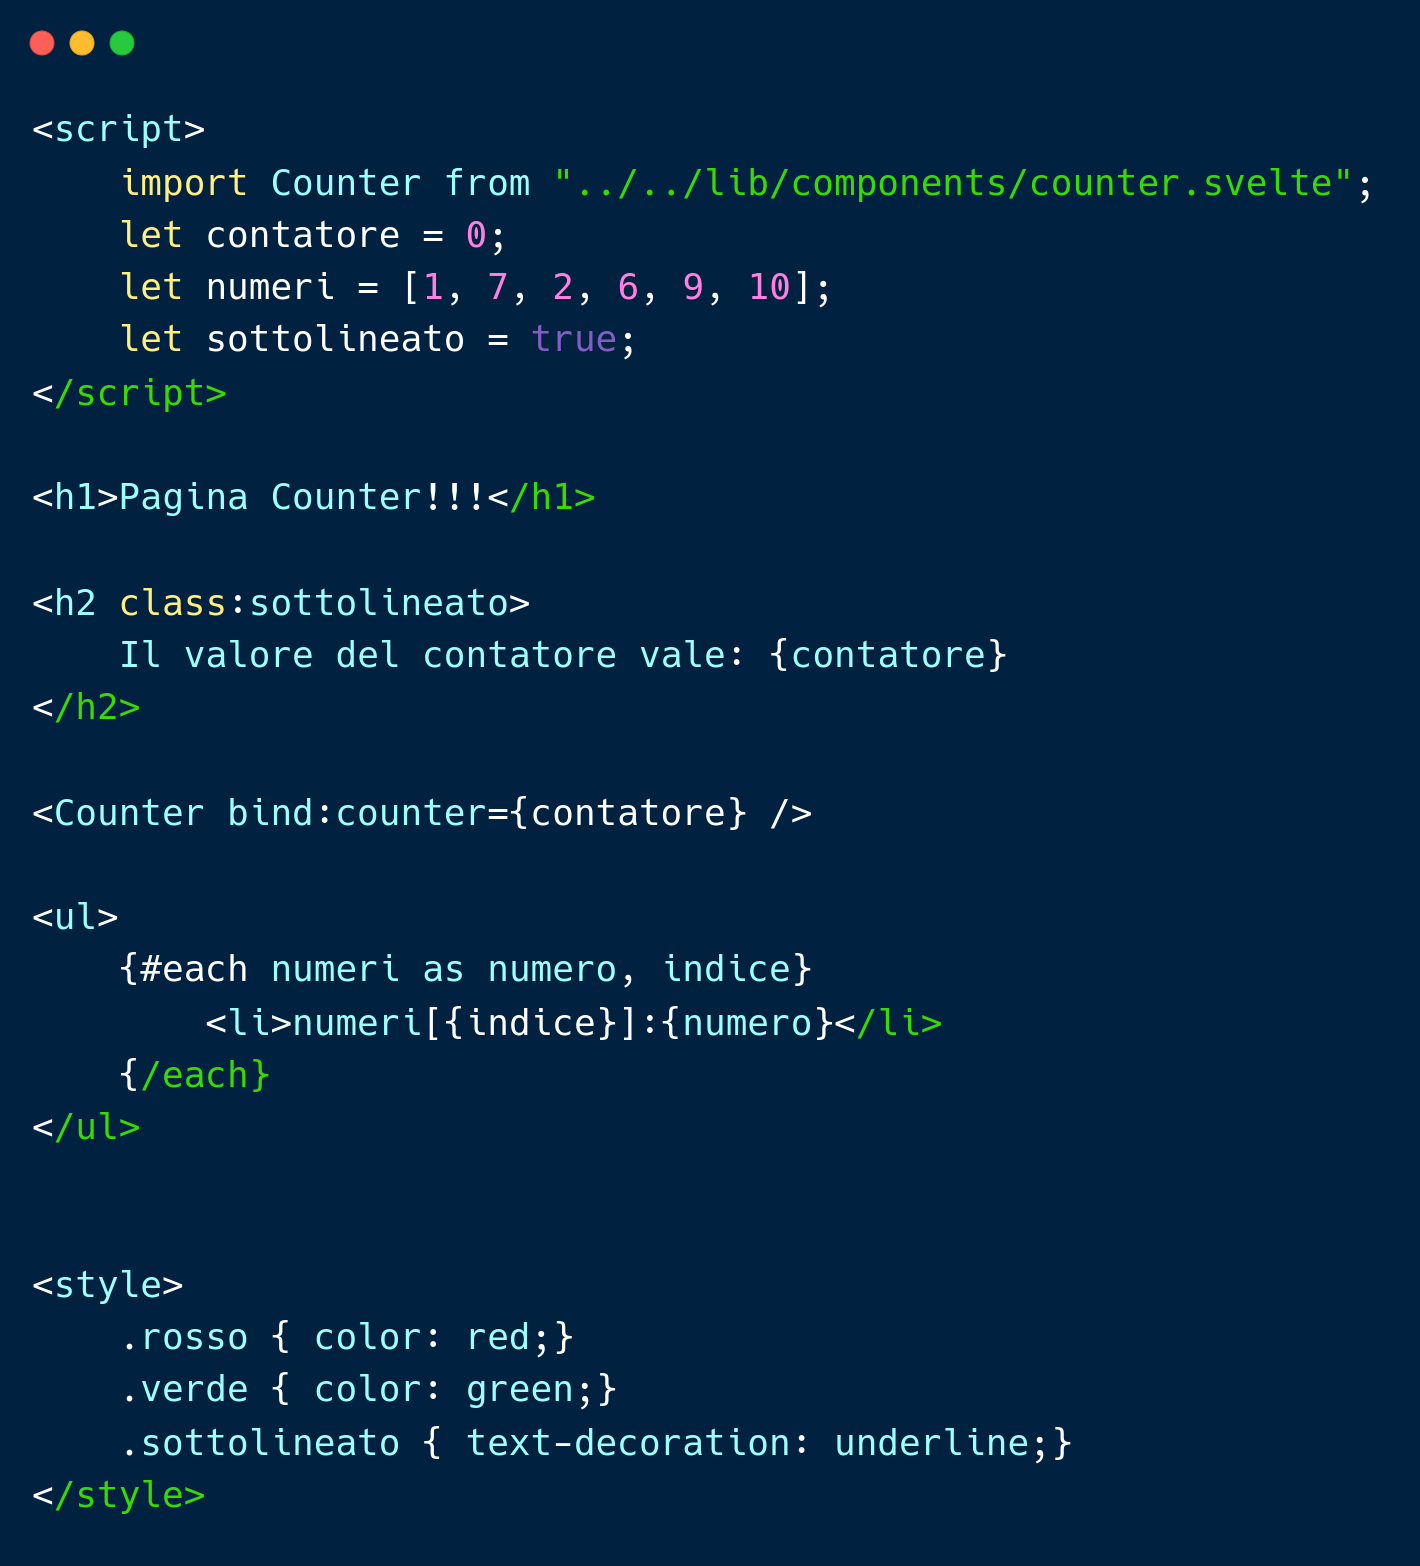 <script>
    import Counter from "../../lib/components/counter.svelte";
    let contatore = 0;
    let numeri = [1, 7, 2, 6, 9, 10];
    let sottolineato = true;
</script>

<h1>Pagina Counter!!!</h1>

<h2 class:sottolineato>
    Il valore del contatore vale: {contatore}
</h2>

<Counter bind:counter={contatore} />

<ul>
    {#each numeri as numero, indice}
        <li>numeri[{indice}]:{numero}</li>
    {/each}
</ul>

<style>
    .rosso { color: red;}
    .verde { color: green;}
    .sottolineato { text-decoration: underline;}
</style>